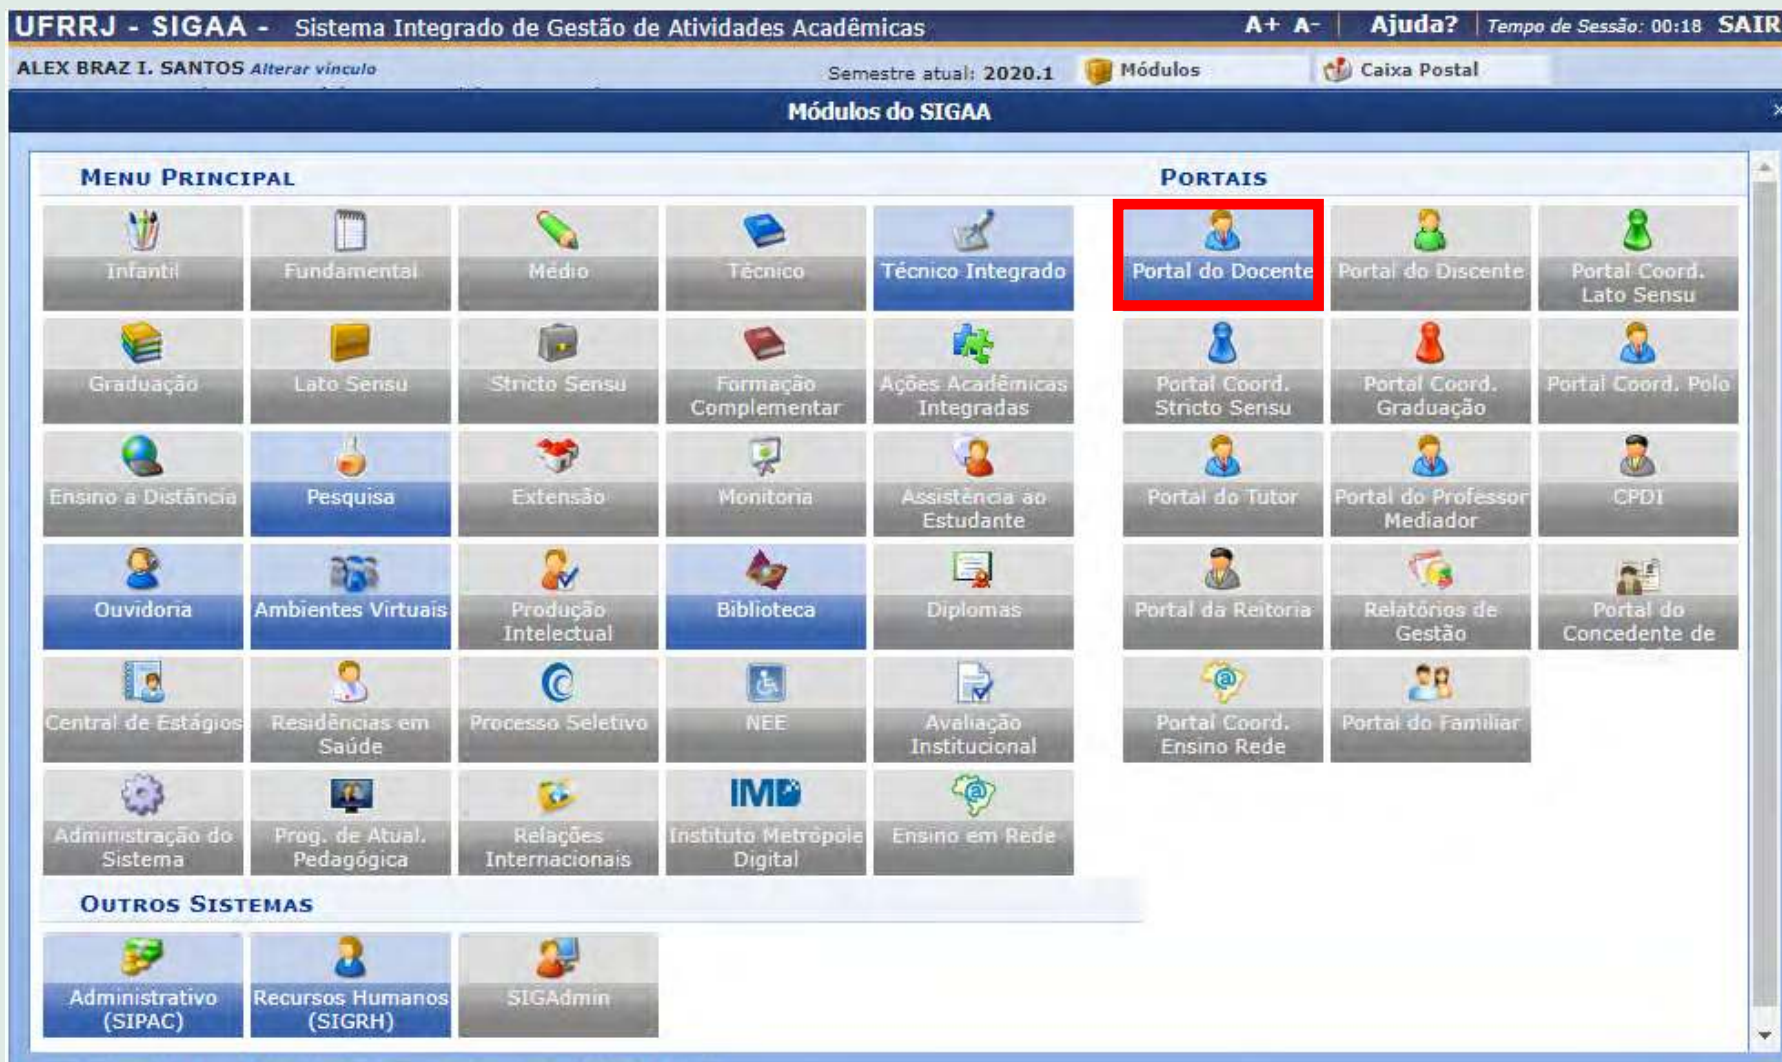 UFRRJ - SIGAA - Sistema Integrado de Gestão de Atividades Acadêmicas A+ A- Ajuda? Tempo de Sessão: 00:18 SAIR
ALEX BRAZ I. SANTOS Alterar vínculo Semestre atual: 2020.1 Módulos Caixa Postal
Módulos do SIGAA
MENU PRINCIPAL
Infantil Fundamental Médio Técnico Técnico Integrado
Graduação Lato Sensu Stricto Sensu Formação Ações Acadêmicas
Complementar Integradas
Ensino a Distância Pesquisa Extensão Monitoria Assistência ao
Estudante
Ouvidoria Ambientes Virtuais Produção Biblioteca Diplomas
Intelectual
Central de Estágios Residências em Processo Seletivo NEE Avaliação
Saúde Institucional
IMD
Administração do Prog. de Atual. Relações Instituto Metrópole Ensino em Rede
Sistema Pedagógica Internacionais Digital
PORTAIS
Portal do Docente Portal do Discente Portal Coord.
Lato Sensu
Portal Coord. Portal Coord. Portal Coord. Polo
Stricto Sensu Graduação
Portal do Tutor Portal do Professor CPDI
Mediador
Portal da Reitoria Relatórios de Portal do
Gestão Concedente de
Portal Coord. Portal do Familiar
Ensino Rede
OUTROS SISTEMAS
Administrativo Recursos Humanos SIGAdmin
(SIPAC) (SIGRH)